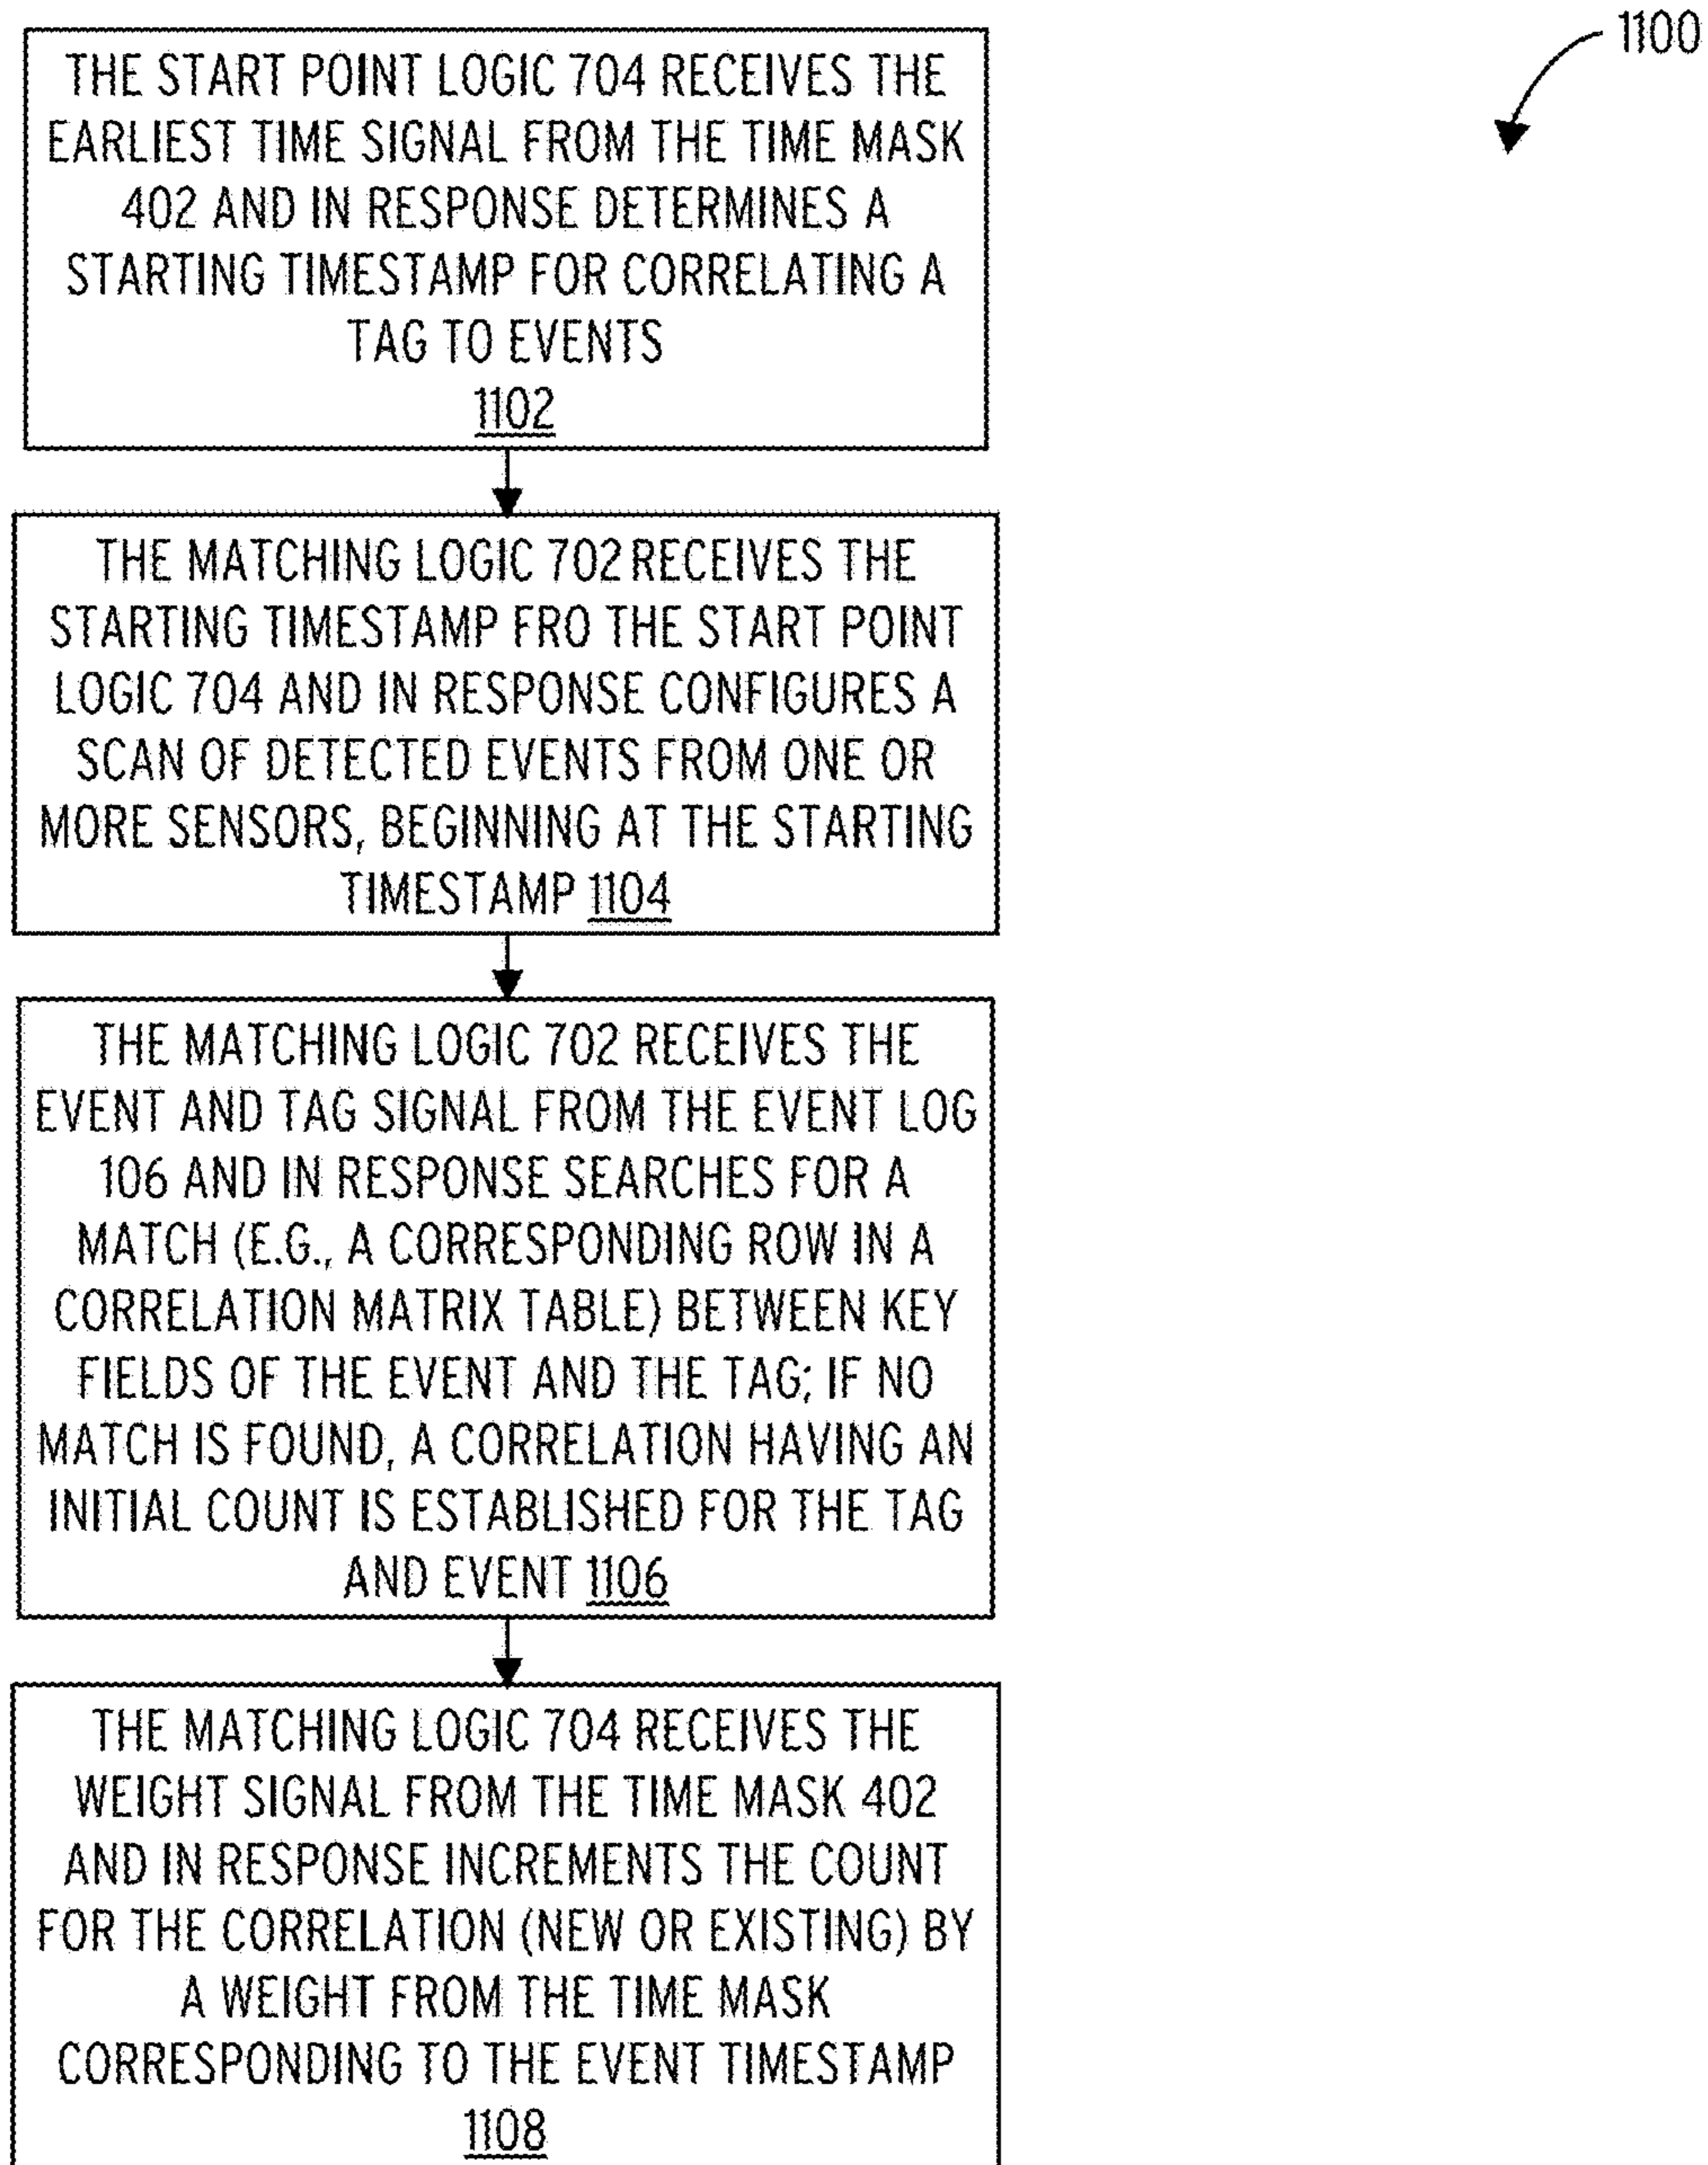 1100
THE START POINT LOGIC 704 RECEIVES THE
EARLIEST TIME SIGNAL FROM THE TIME MASK
402 AND IN RESPONSE DETERMINES A
STARTING TIMESTAMP FOR CORRELATING A
TAG TO EVENTS
1102
THE MATCHING LOGIC 702 RECEIVES THE
STARTING TIMESTAMP FRO THE START POINT
LOGIC 704 AND IN RESPONSE CONFIGURES A
SCAN OF DETECTED EVENTS FROM ONE OR
MORE SENSORS, BEGINNING AT THE STARTING
TIMESTAMP 1104
THE MATCHING LOGIC 702 RECEIVES THE
EVENT AND TAG SIGNAL FROM THE EVENT LOG
106 AND IN RESPONSE SEARCHES FOR A
MATCH (E.G., A CORRESPONDING ROW IN A
CORRELATION MATRIX TABLE) BETWEEN KEY
FIELDS OF THE EVENT AND THE TAG; IF NO
MATCH IS FOUND, A CORRELATION HAVING AN
INITIAL COUNT IS ESTABLISHED FOR THE TAG
AND EVENT 1106
THE MATCHING LOGIC 704 RECEIVES THE
WEIGHT SIGNAL FROM THE TIME MASK 402
AND IN RESPONSE INCREMENTS THE COUNT
FOR THE CORRELATION (NEW OR EXISTING) BY
A WEIGHT FROM THE TIME MASK
CORRESPONDING TO THE EVENT TIMESTAMP
1108